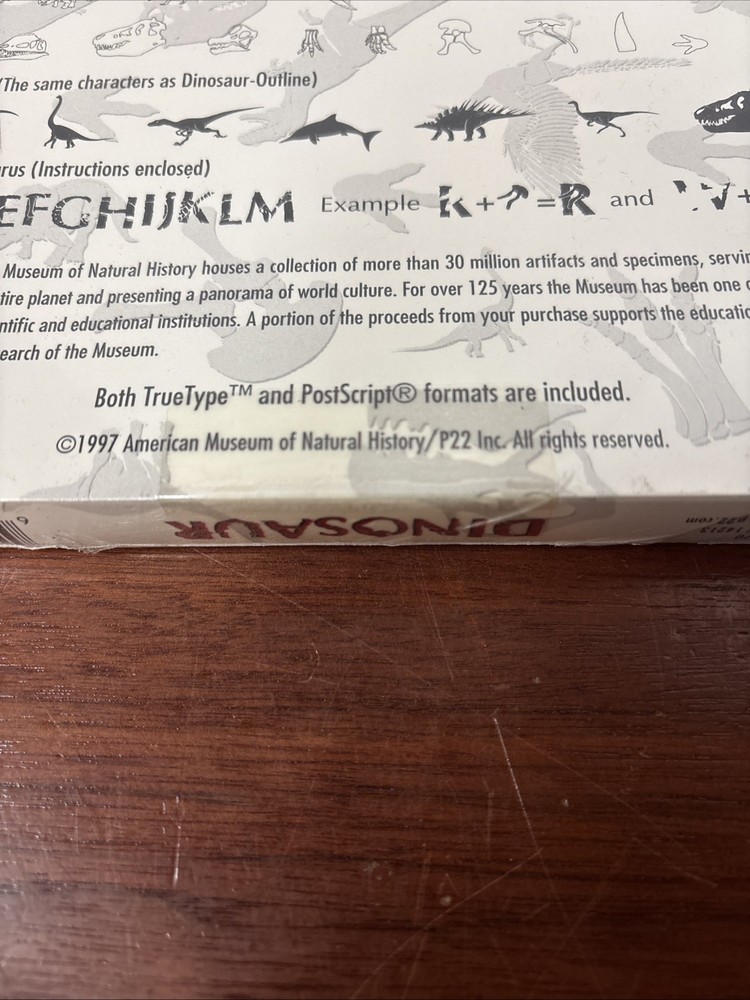 (The same characters as Dinosaur-Outline)
rus (Instructions enclosed)
EFGHIJKLM Example K + = R and +
Museum of Natural History houses a collection of more than 30 million artifacts and specimens, servin
tire planet and presenting a panorama of world culture. For over 125 years the Museum has been one o
ntific and educational institutions. A portion of the proceeds from your purchase supports the educatio
earch of the Museum.
Both TrueType™ and PostScript® formats are included.
©1997 American Museum of Natural History/P22 Inc. All rights reserved.
DINOSAUR